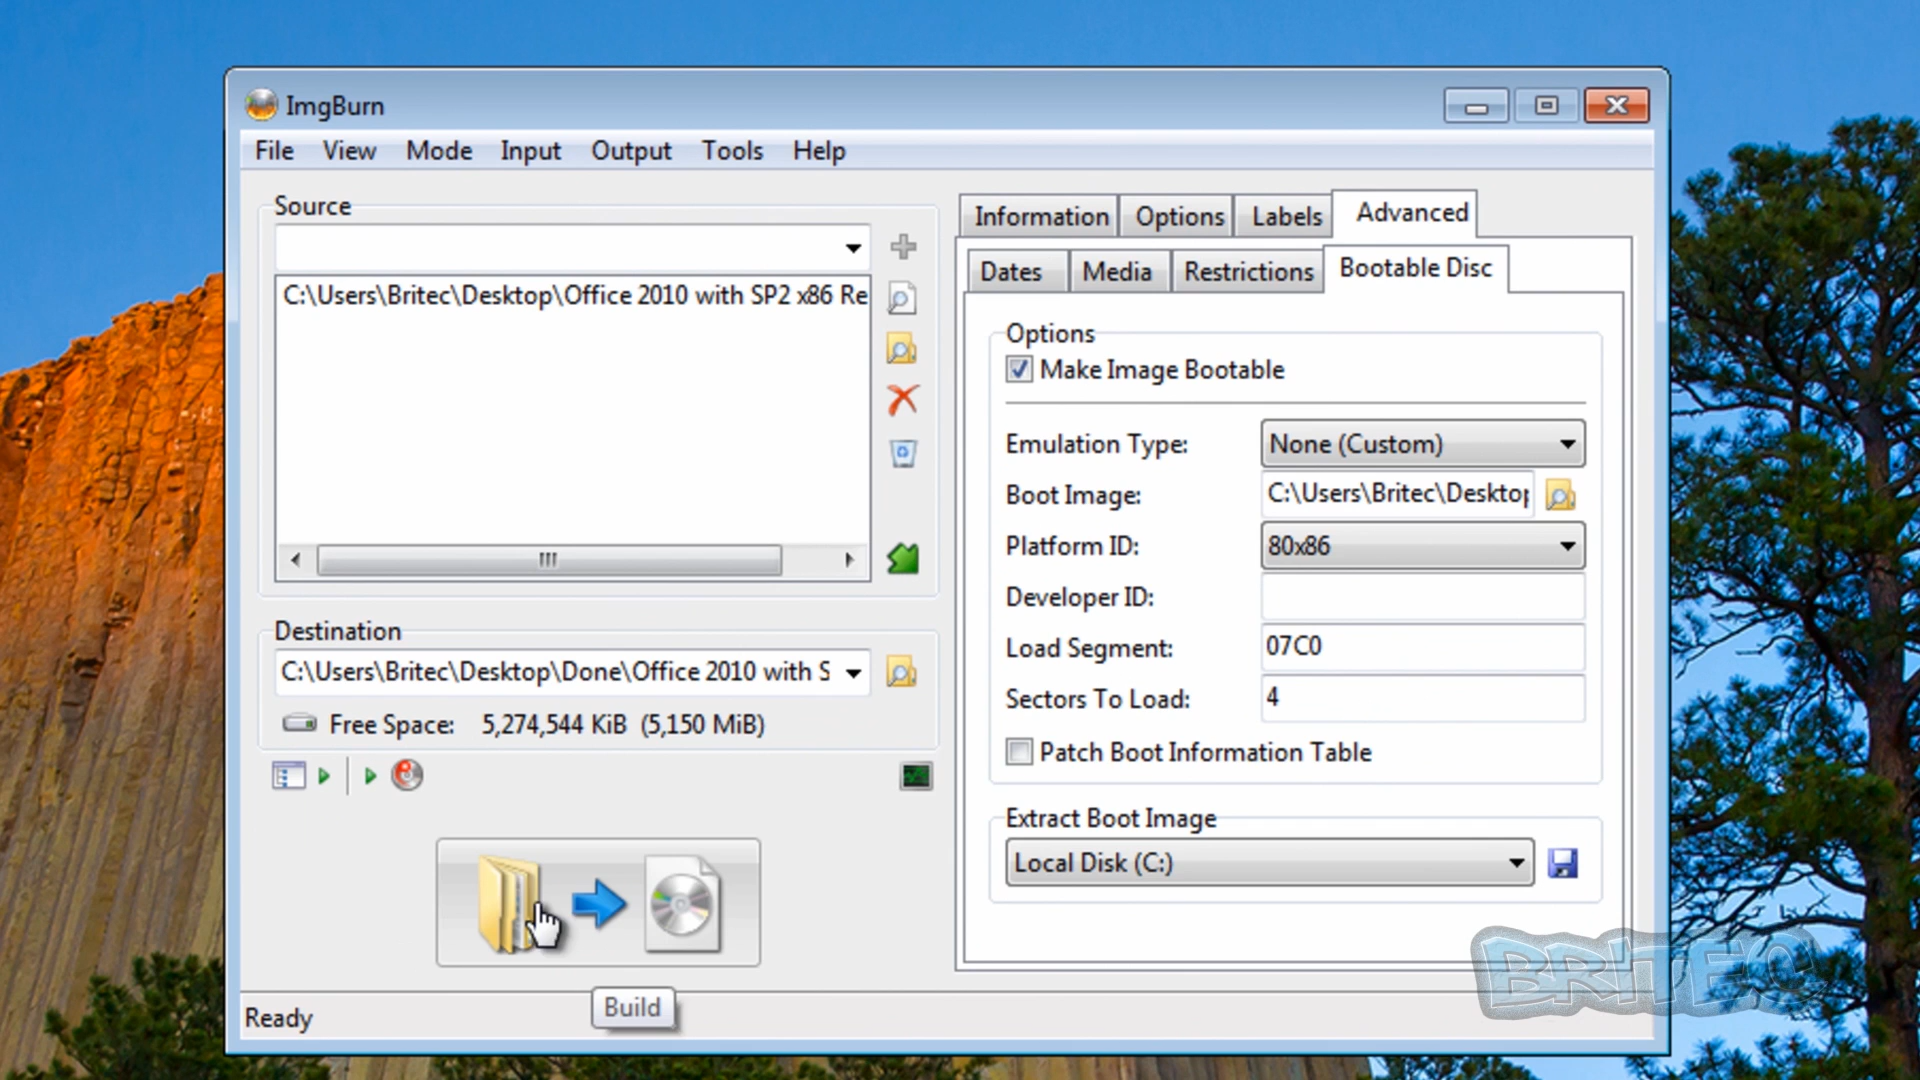 ImgBurn
File View Mode Input Output Tools Help
Source
C:\Users\Britec\Desktop\Office 2010 with SP2 x86 Re
Destination
C:\Users\Britec\Desktop\Done\Office 2010 with S
Free Space: 5,274,544 KiB (5,150 MiB)
Build
Ready
Information Options Labels Advanced
Dates Media Restrictions Bootable Disc
Options
Make Image Bootable
Emulation Type: None (Custom)
Boot Image: C:\Users\Britec\Desktop
Platform ID: 80x86
Developer ID:
Load Segment: 07C0
Sectors To Load: 4
Patch Boot Information Table
Extract Boot Image
Local Disk (C:)
BRITEC